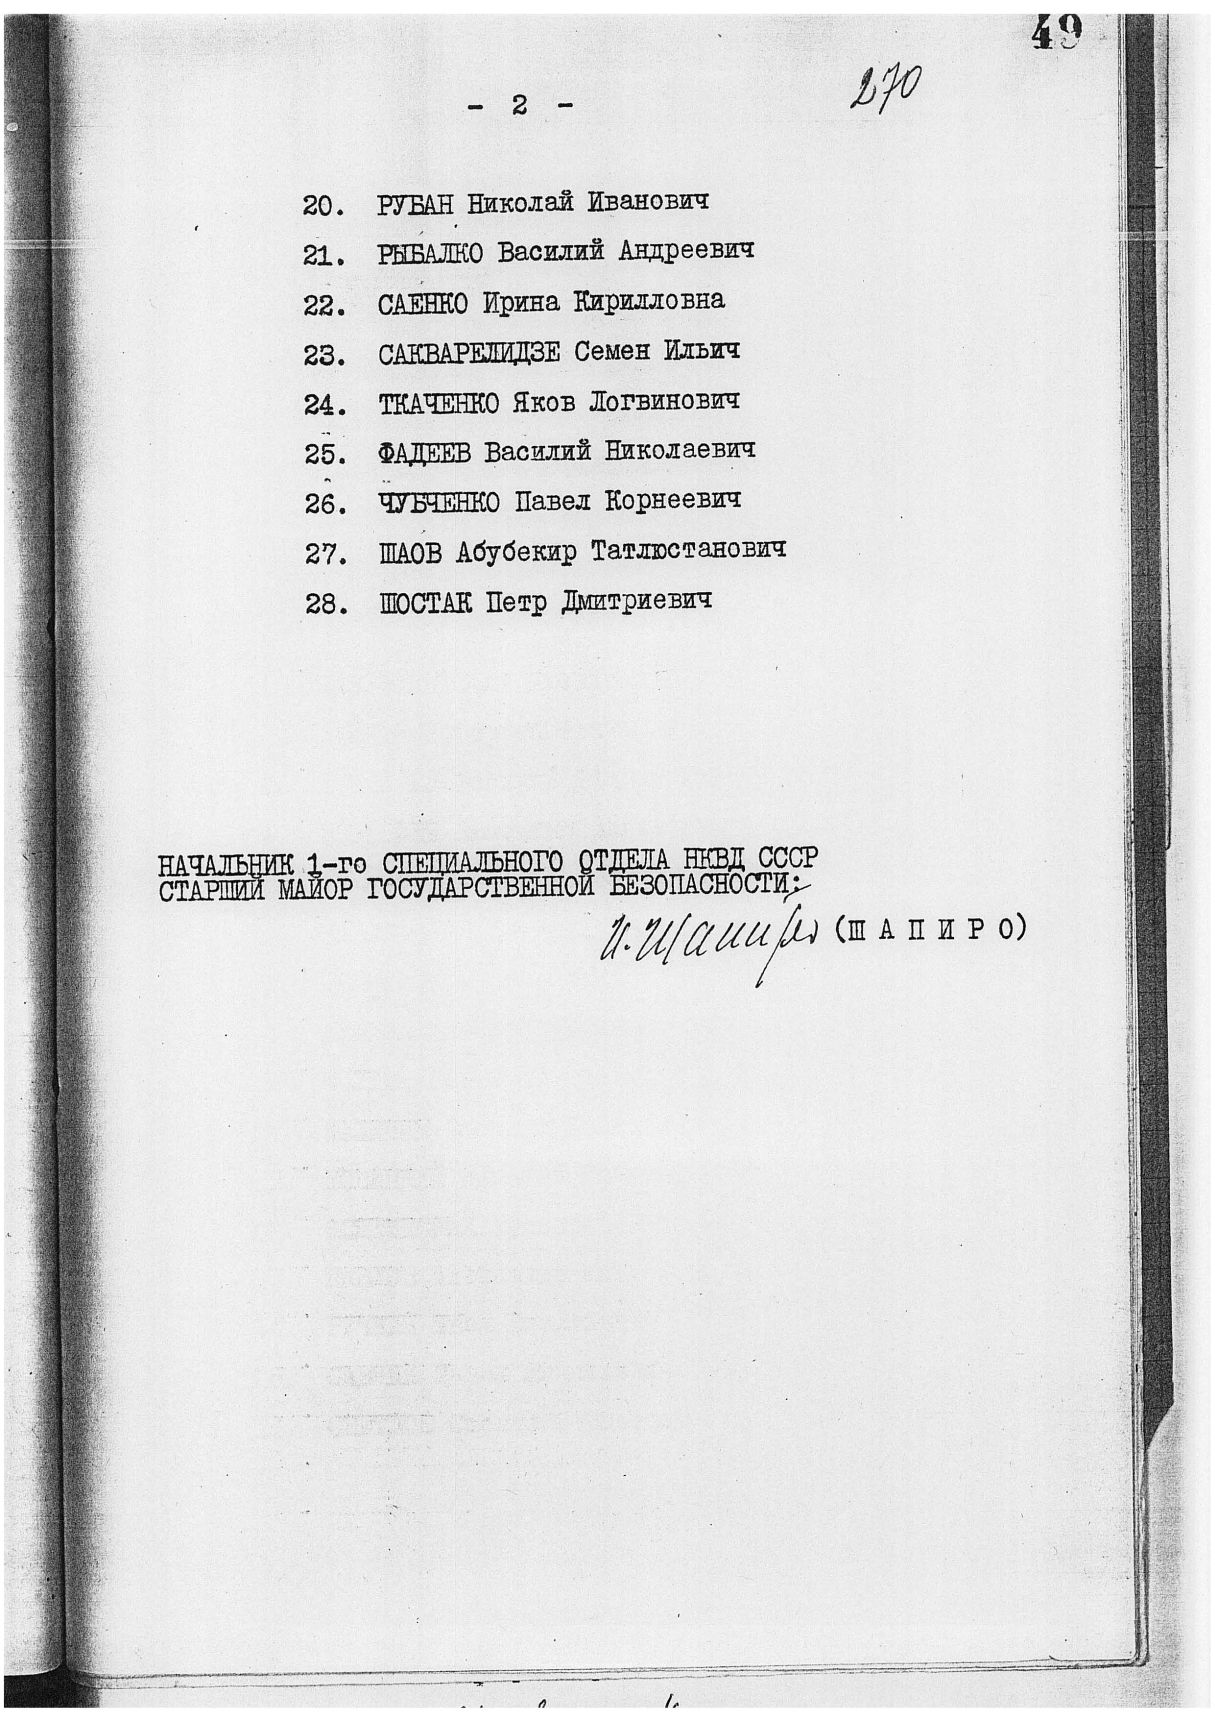 49
270
- 2 -
20. РУБАН Николай Иванович
21. РЫБАЛКО Василий Андреевич
22. САЕНКО Ирина Кирилловна
23. САКВАРЕЛИДЗЕ Семен Ильич
24. ТКАЧЕНКО Яков Логвинович
25. ФАДЕЕВ Василий Николаевич
26. ЧУБЧЕНКО Павел Корнеевич
27. ШАОВ Абубекир Татлюстанович
28. ШОСТАК Петр Дмитриевич
НАЧАЛЬНИК 1-го СПЕЦИАЛЬНОГО ОТДЕЛА НКВД СССР
СТАРШИЙ МАЙОР ГОСУДАРСТВЕННОЙ БЕЗОПАСНОСТИ:
И. Шапиро (Ш А П И Р О)